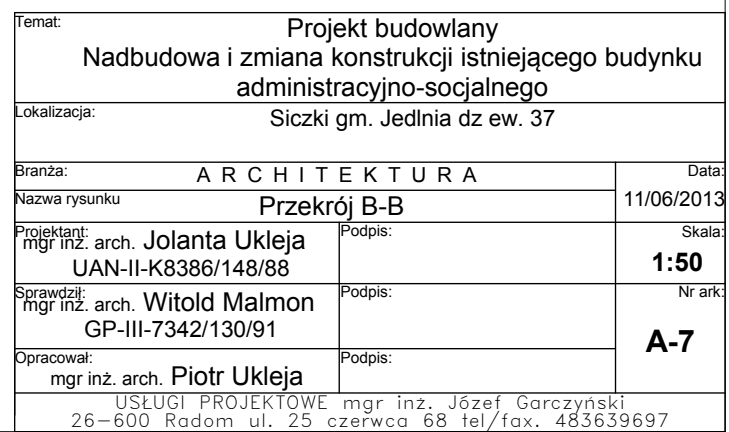 Temat:
Projekt budowlany
Nadbudowa i zmiana konstrukcji istniejącego budynku
administracyjno-socjalnego
Lokalizacja:
Siczki gm. Jedlnia dz ew. 37
Branża:
A R C H I T E K T U R A
Data:
11/06/2013
Nazwa rysunku
Przekrój B-B
Projektant:
mgr inż. arch. Jolanta Ukleja
UAN-II-K8386/148/88
Podpis:
Skala:
1:50
Sprawdził:
mgr inż. arch. Witold Malmon
GP-III-7342/130/91
Podpis:
Nr ark:
A-7
Opracował:
mgr inż. arch. Piotr Ukleja
Podpis:
USŁUGI PROJEKTOWE mgr inż. Józef Garczyński
26-600 Radom ul. 25 czerwca 68 tel/fax. 483639697